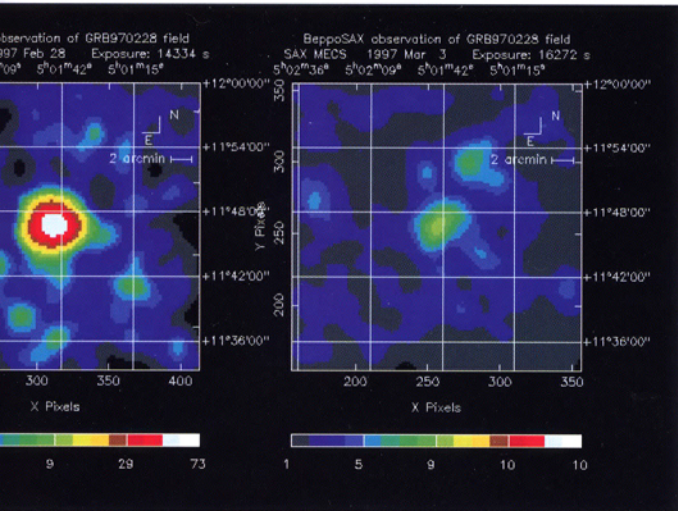 bservation of GRB970228 field
97 Feb 28 Exposure: 14334 s
09ˢ 5ʰ01ᵐ42ˢ 5ʰ01ᵐ15ˢ
+12°00'00"
N
E
2 arcmin
+11°54'00"
+11°48'00"
+11°42'00"
+11°36'00"
300 350 400
X Pixels
9 29 73
BeppoSAX observation of GRB970228 field
SAX MECS 1997 Mar 3 Exposure: 16272 s
5ʰ02ᵐ36ˢ 5ʰ02ᵐ09ˢ 5ʰ01ᵐ42ˢ 5ʰ01ᵐ15ˢ
350
300
250
200
Y Pixels
N
E
2 arcmin
+12°00'00"
+11°54'00"
+11°48'00"
+11°42'00"
+11°36'00"
200 250 300 350
X Pixels
1 5 9 10 10